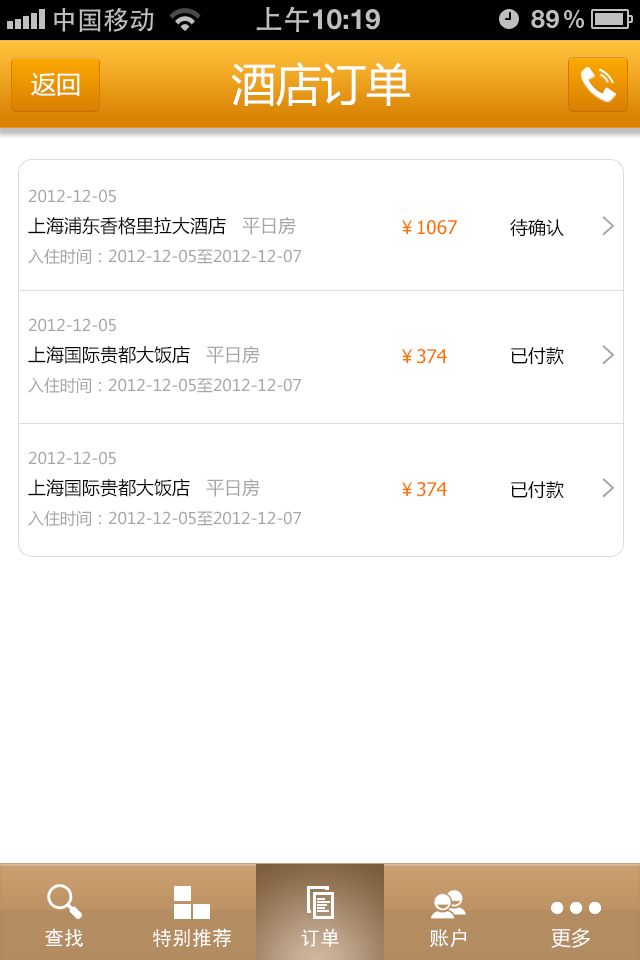 中国移动 上午10:19 89%
返回 酒店订单
2012-12-05
上海浦东香格里拉大酒店 平日房 ¥1067 待确认
入住时间：2012-12-05至2012-12-07
2012-12-05
上海国际贵都大饭店 平日房 ¥374 已付款
入住时间：2012-12-05至2012-12-07
2012-12-05
上海国际贵都大饭店 平日房 ¥374 已付款
入住时间：2012-12-05至2012-12-07
查找 特别推荐 订单 账户 更多